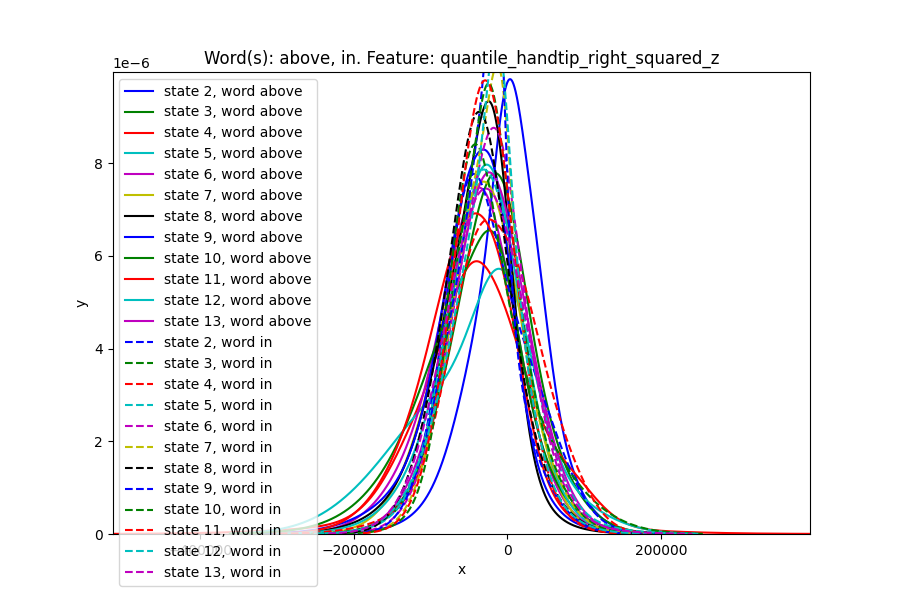 Word(s): above, in. Feature: quantile_handtip_right_squared_z
1e−6
state 2, word above
state 3, word above
state 4, word above
state 5, word above
state 6, word above
state 7, word above
state 8, word above
state 9, word above
state 10, word above
state 11, word above
state 12, word above
state 13, word above
state 2, word in
state 3, word in
state 4, word in
state 5, word in
state 6, word in
state 7, word in
state 8, word in
state 9, word in
state 10, word in
state 11, word in
state 12, word in
state 13, word in
8
6
4
2
0
y
−200000
0
200000
x